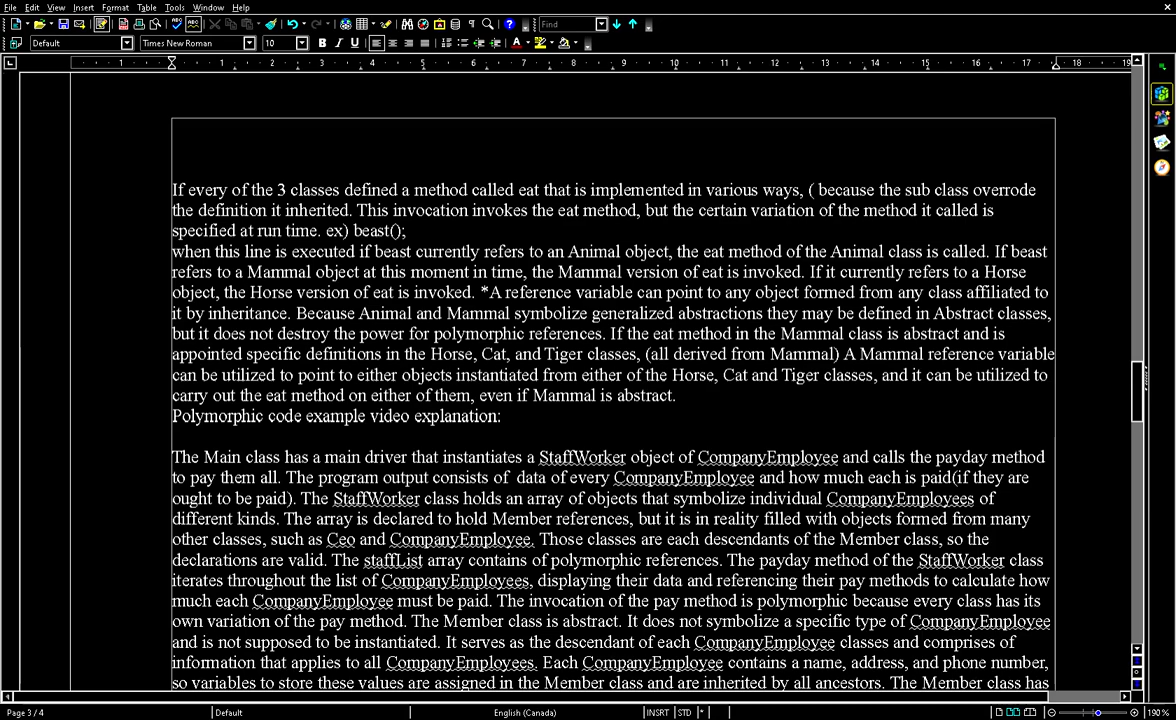 File Edit View Insert Format Table Tools Window Help
Find
Default Times New Roman 10 B I U
1 1 2 3 4 5 6 7 8 9 10 11 12 13 14 15 16 17 18 19
If every of the 3 classes defined a method called eat that is implemented in various ways, ( because the sub class overrode
the definition it inherited. This invocation invokes the eat method, but the certain variation of the method it called is
specified at run time. ex) beast();
when this line is executed if beast currently refers to an Animal object, the eat method of the Animal class is called. If beast
refers to a Mammal object at this moment in time, the Mammal version of eat is invoked. If it currently refers to a Horse
object, the Horse version of eat is invoked. *A reference variable can point to any object formed from any class affiliated to
it by inheritance. Because Animal and Mammal symbolize generalized abstractions they may be defined in Abstract classes,
but it does not destroy the power for polymorphic references. If the eat method in the Mammal class is abstract and is
appointed specific definitions in the Horse, Cat, and Tiger classes, (all derived from Mammal) A Mammal reference variable
can be utilized to point to either objects instantiated from either of the Horse, Cat and Tiger classes, and it can be utilized to
carry out the eat method on either of them, even if Mammal is abstract.
Polymorphic code example video explanation:
The Main class has a main driver that instantiates a StaffWorker object of CompanyEmployee and calls the payday method
to pay them all. The program output consists of  data of every CompanyEmployee and how much each is paid(if they are
ought to be paid). The StaffWorker class holds an array of objects that symbolize individual CompanyEmployees of
different kinds. The array is declared to hold Member references, but it is in reality filled with objects formed from many
other classes, such as Ceo and CompanyEmployee. Those classes are each descendants of the Member class, so the
declarations are valid. The staffList array contains of polymorphic references. The payday method of the StaffWorker class
iterates throughout the list of CompanyEmployees, displaying their data and referencing their pay methods to calculate how
much each CompanyEmployee must be paid. The invocation of the pay method is polymorphic because every class has its
own variation of the pay method. The Member class is abstract. It does not symbolize a specific type of CompanyEmployee
and is not supposed to be instantiated. It serves as the descendant of each CompanyEmployee classes and comprises of
information that applies to all CompanyEmployees. Each CompanyEmployee contains a name, address, and phone number,
so variables to store these values are assigned in the Member class and are inherited by all ancestors. The Member class has
Page 3 / 4 Default English (Canada) INSRT STD * 190%